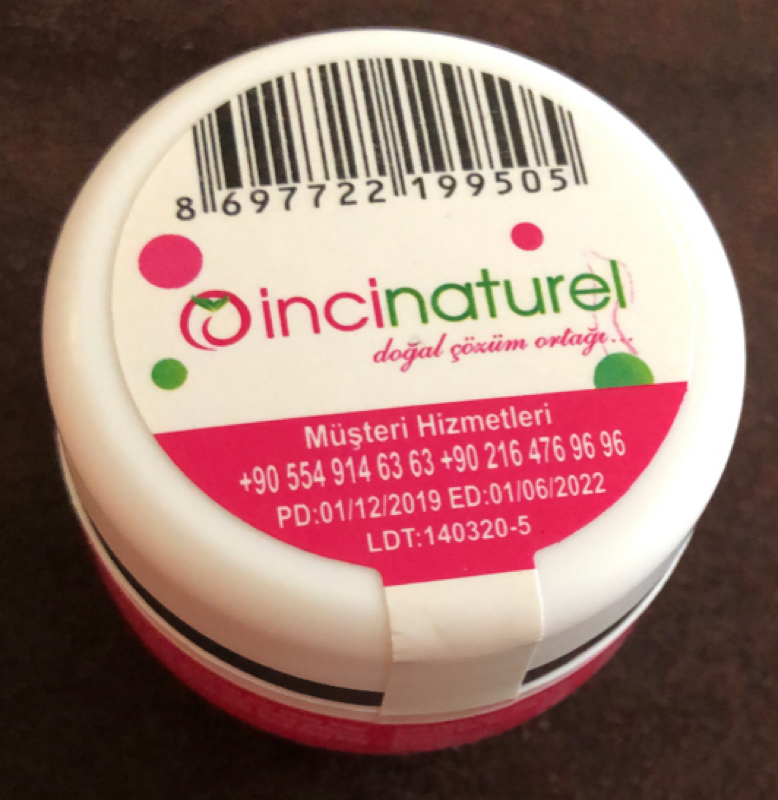 8 697722 199505
incinaturel
doğal çözüm ortağı...
Müşteri Hizmetleri
+90 554 914 63 63 +90 216 476 96 96
PD:01/12/2019 ED:01/06/2022
LDT:140320-5